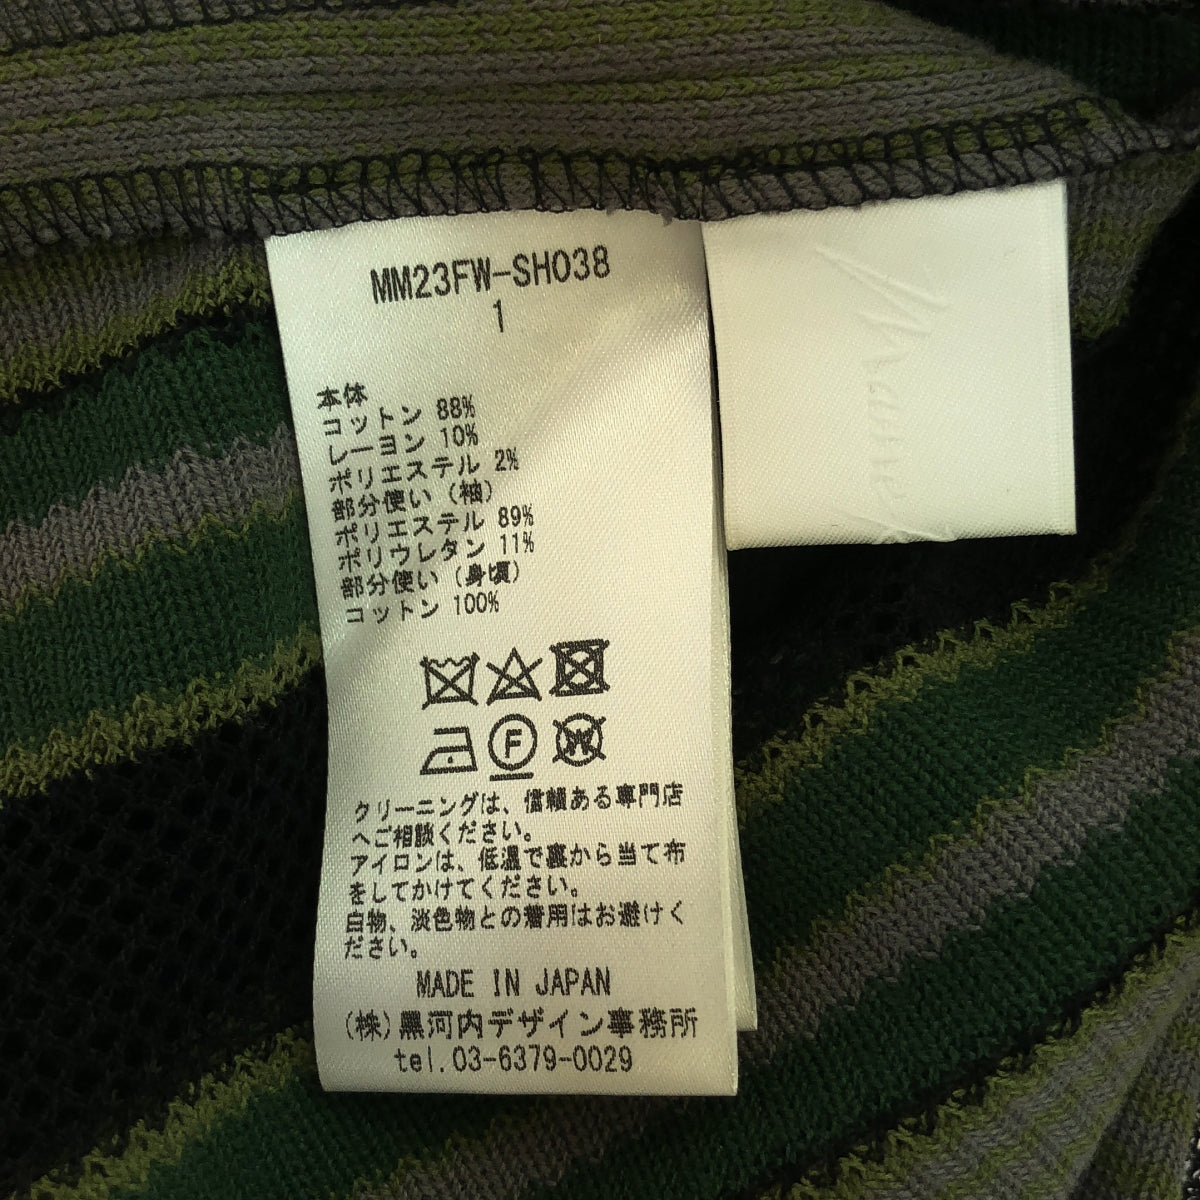 MM23FW-SH038
1
本体
コットン 88%
レーヨン 10%
ポリエステル 2%
部分使い (袖)
ポリエステル 89%
ポリウレタン 11%
部分使い (身頃)
コットン 100%
F
W
クリーニングは、信頼ある専門店
へご相談ください。
アイロンは、低温で裏から当て布
をしてかけてください。
白物、淡色物との着用はお避けく
ださい。
MADE IN JAPAN
(株)黒河内デザイン事務所
tel.03-6379-0029